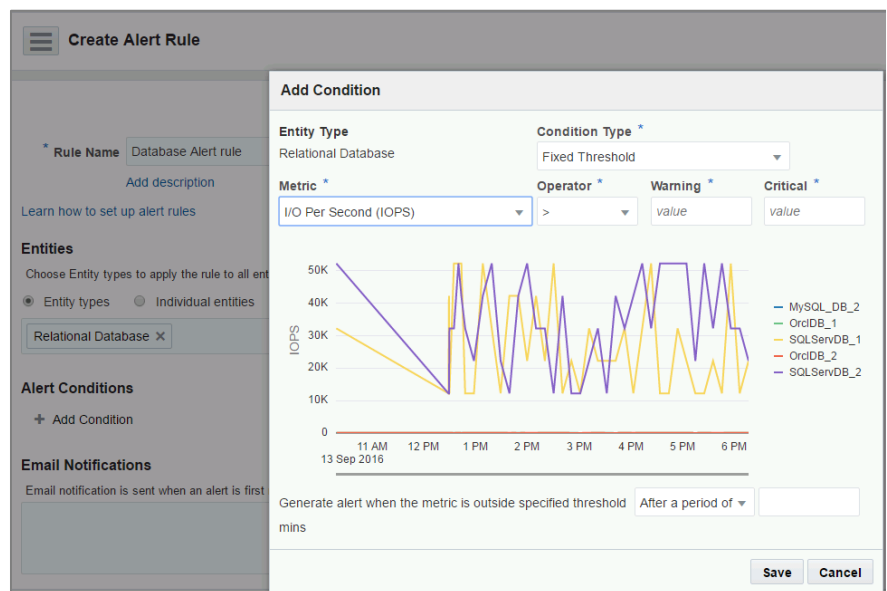 Create Alert Rule
* Rule Name Database Alert rule
Add description
Learn how to set up alert rules
Entities
Choose Entity types to apply the rule to all ent
Entity types Individual entities
Relational Database ✕
Alert Conditions
+ Add Condition
Email Notifications
Email notification is sent when an alert is first
Add Condition
Entity Type Condition Type *
Relational Database Fixed Threshold
Metric * Operator * Warning * Critical *
I/O Per Second (IOPS) > value value
IOPS
50K
40K
30K
20K
10K
0
11 AM 12 PM 1 PM 2 PM 3 PM 4 PM 5 PM 6 PM
13 Sep 2016
MySQL_DB_2
OrclDB_1
SQLServDB_1
OrclDB_2
SQLServDB_2
Generate alert when the metric is outside specified threshold After a period of
mins
Save Cancel